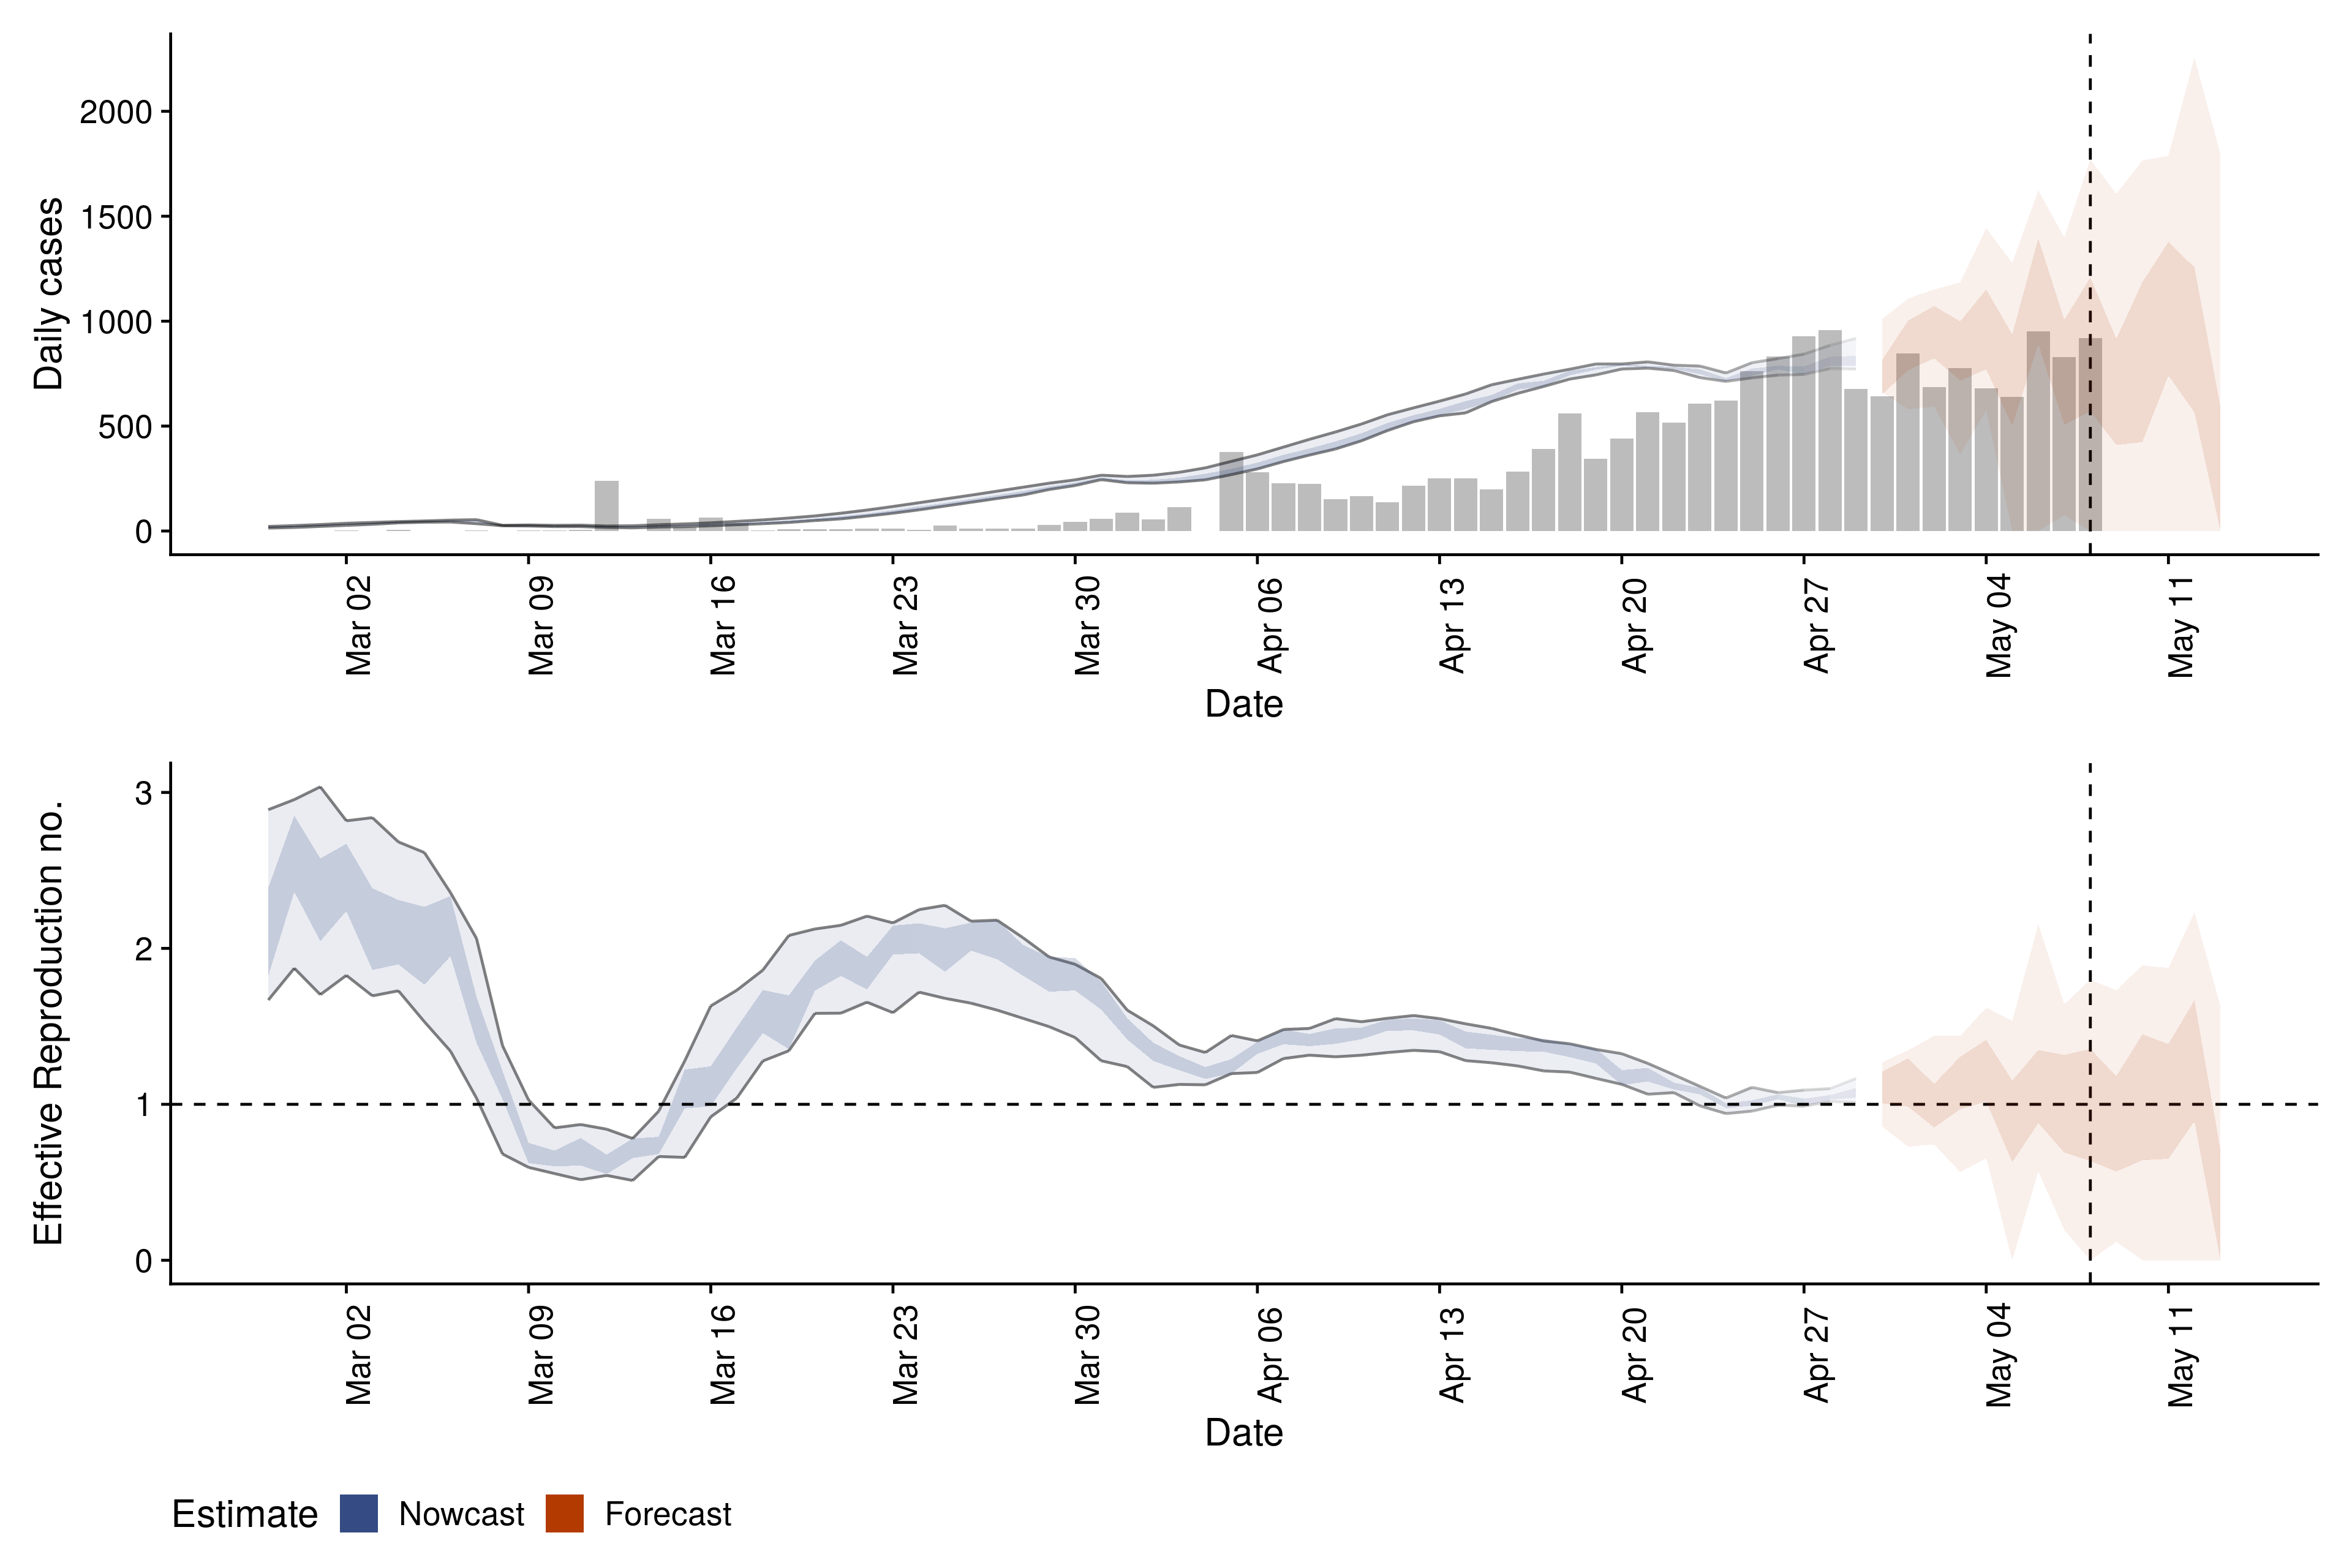 Daily cases
2000
1500
1000
500
0
Mar 02
Mar 09
Mar 16
Mar 23
Mar 30
Apr 06
Apr 13
Apr 20
Apr 27
May 04
May 11
Date
Effective Reproduction no.
3
2
1
0
Mar 02
Mar 09
Mar 16
Mar 23
Mar 30
Apr 06
Apr 13
Apr 20
Apr 27
May 04
May 11
Date
Estimate Nowcast Forecast